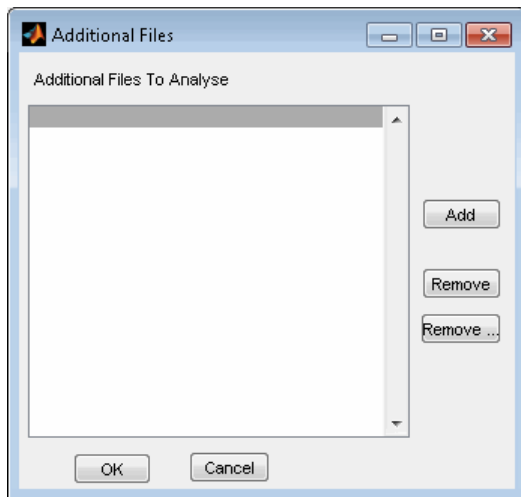 Additional Files
Additional Files To Analyse
Add
Remove
Remove ...
OK
Cancel